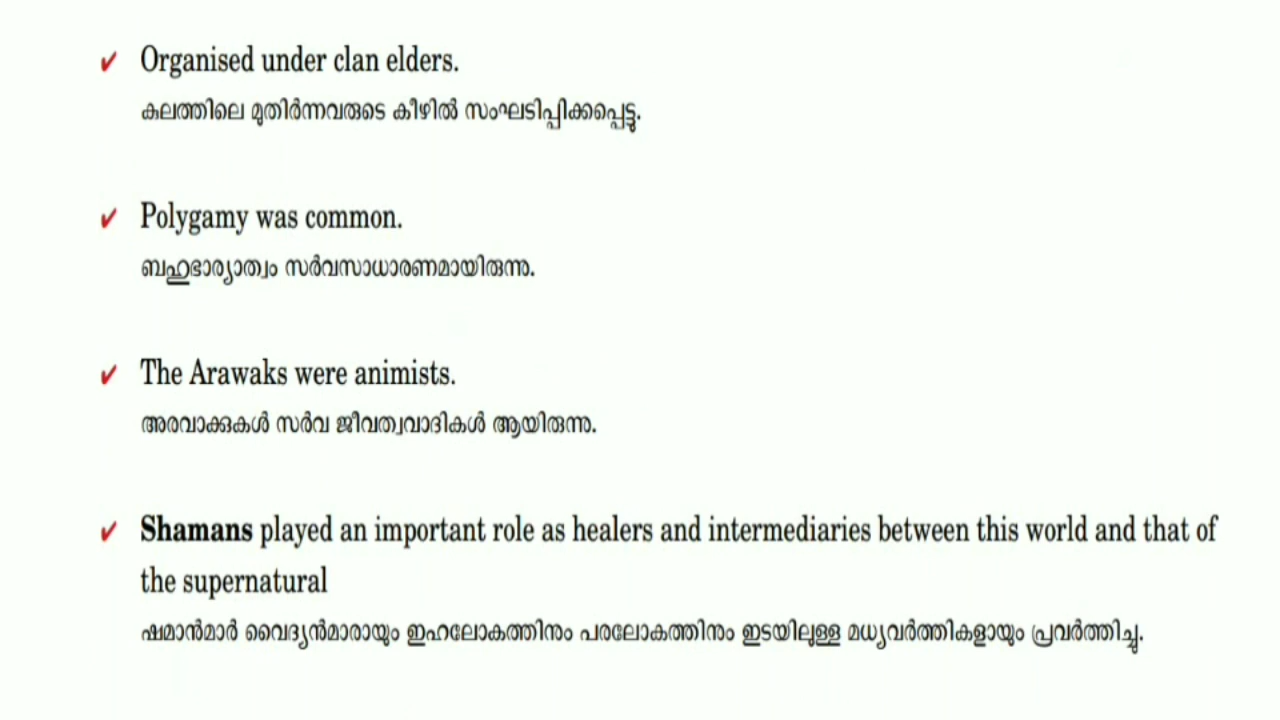 ✔ Organised under clan elders.
കുലത്തിലെ മുതിർന്നവരുടെ കീഴിൽ സംഘടിപ്പിക്കപ്പെട്ടു.
✔ Polygamy was common.
ബഹുഭാര്യാത്വം സർവസാധാരണമായിരുന്നു.
✔ The Arawaks were animists.
അരവാക്കുകൾ സർവ ജീവത്വവാദികൾ ആയിരുന്നു.
✔ Shamans played an important role as healers and intermediaries between this world and that of
the supernatural
ഷമാൻമാർ വൈദ്യൻമാരായും ഇഹലോകത്തിനും പരലോകത്തിനും ഇടയിലുള്ള മധ്യവർത്തികളായും പ്രവർത്തിച്ചു.